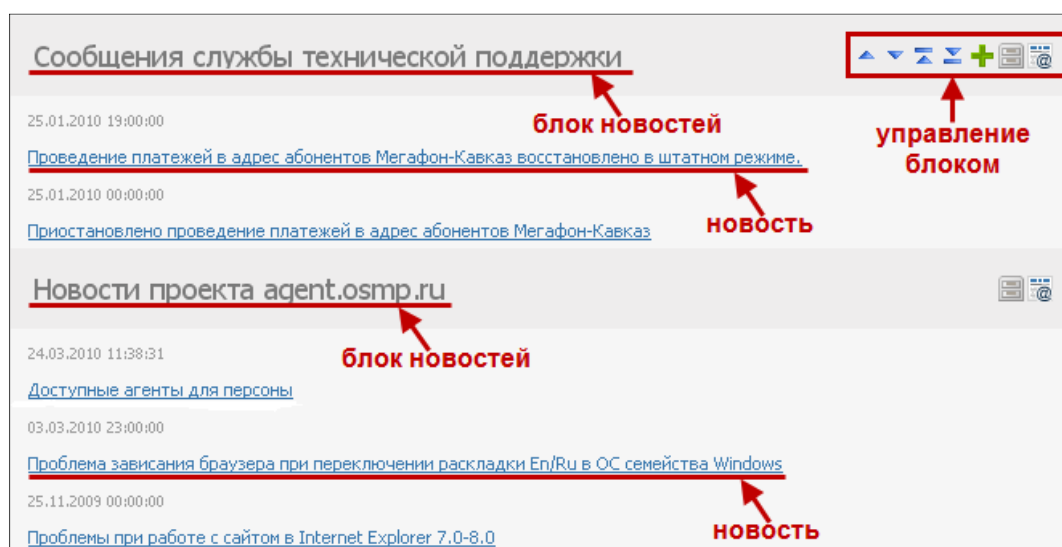 Сообщения службы технической поддержки
блок новостей
управление
блоком
25.01.2010 19:00:00
Проведение платежей в адрес абонентов Мегафон-Кавказ восстановлено в штатном режиме.
25.01.2010 00:00:00
новость
Приостановлено проведение платежей в адрес абонентов Мегафон-Кавказ
Новости проекта agent.osmp.ru
блок новостей
24.03.2010 11:38:31
Доступные агенты для персоны
03.03.2010 23:00:00
Проблема зависания браузера при переключении раскладки En/Ru в ОС семейства Windows
25.11.2009 00:00:00
новость
Проблемы при работе с сайтом в Internet Explorer 7.0-8.0